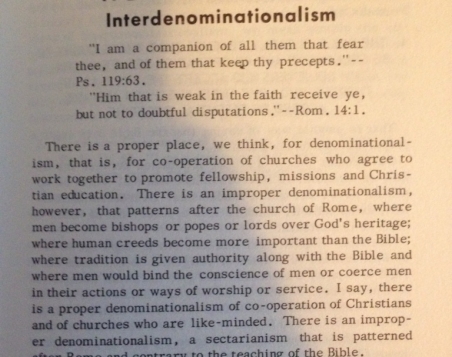 Interdenominationalism
"I am a companion of all them that fear
thee, and of them that keep thy precepts."--
Ps. 119:63.
"Him that is weak in the faith receive ye,
but not to doubtful disputations."--Rom. 14:1.
There is a proper place, we think, for denominational-
ism, that is, for co-operation of churches who agree to
work together to promote fellowship, missions and Chris-
tian education. There is an improper denominationalism,
however, that patterns after the church of Rome, where
men become bishops or popes or lords over God's heritage;
where human creeds become more important than the Bible;
where tradition is given authority along with the Bible and
where men would bind the conscience of men or coerce men
in their actions or ways of worship or service. I say, there
is a proper denominationalism of co-operation of Christians
and of churches who are like-minded. There is an improp-
er denominationalism, a sectarianism that is patterned
after Rome and contrary to the teaching of the Bible.